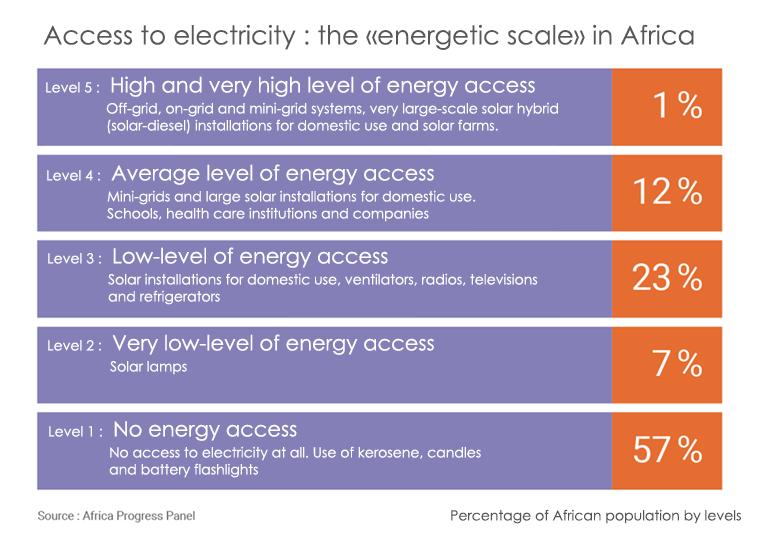 Access to electricity : the «energetic scale» in Africa
Level 5 : High and very high level of energy access
Off-grid, on-grid and mini-grid systems, very large-scale solar hybrid
(solar-diesel) installations for domestic use and solar farms.
1 %
Level 4 : Average level of energy access
Mini-grids and large solar installations for domestic use.
Schools, health care institutions and companies
12 %
Level 3 : Low-level of energy access
Solar installations for domestic use, ventilators, radios, televisions
and refrigerators
23 %
Level 2 : Very low-level of energy access
Solar lamps
7 %
Level 1 : No energy access
No access to electricity at all. Use of kerosene, candles
and battery flashlights
57 %
Source : Africa Progress Panel
Percentage of African population by levels